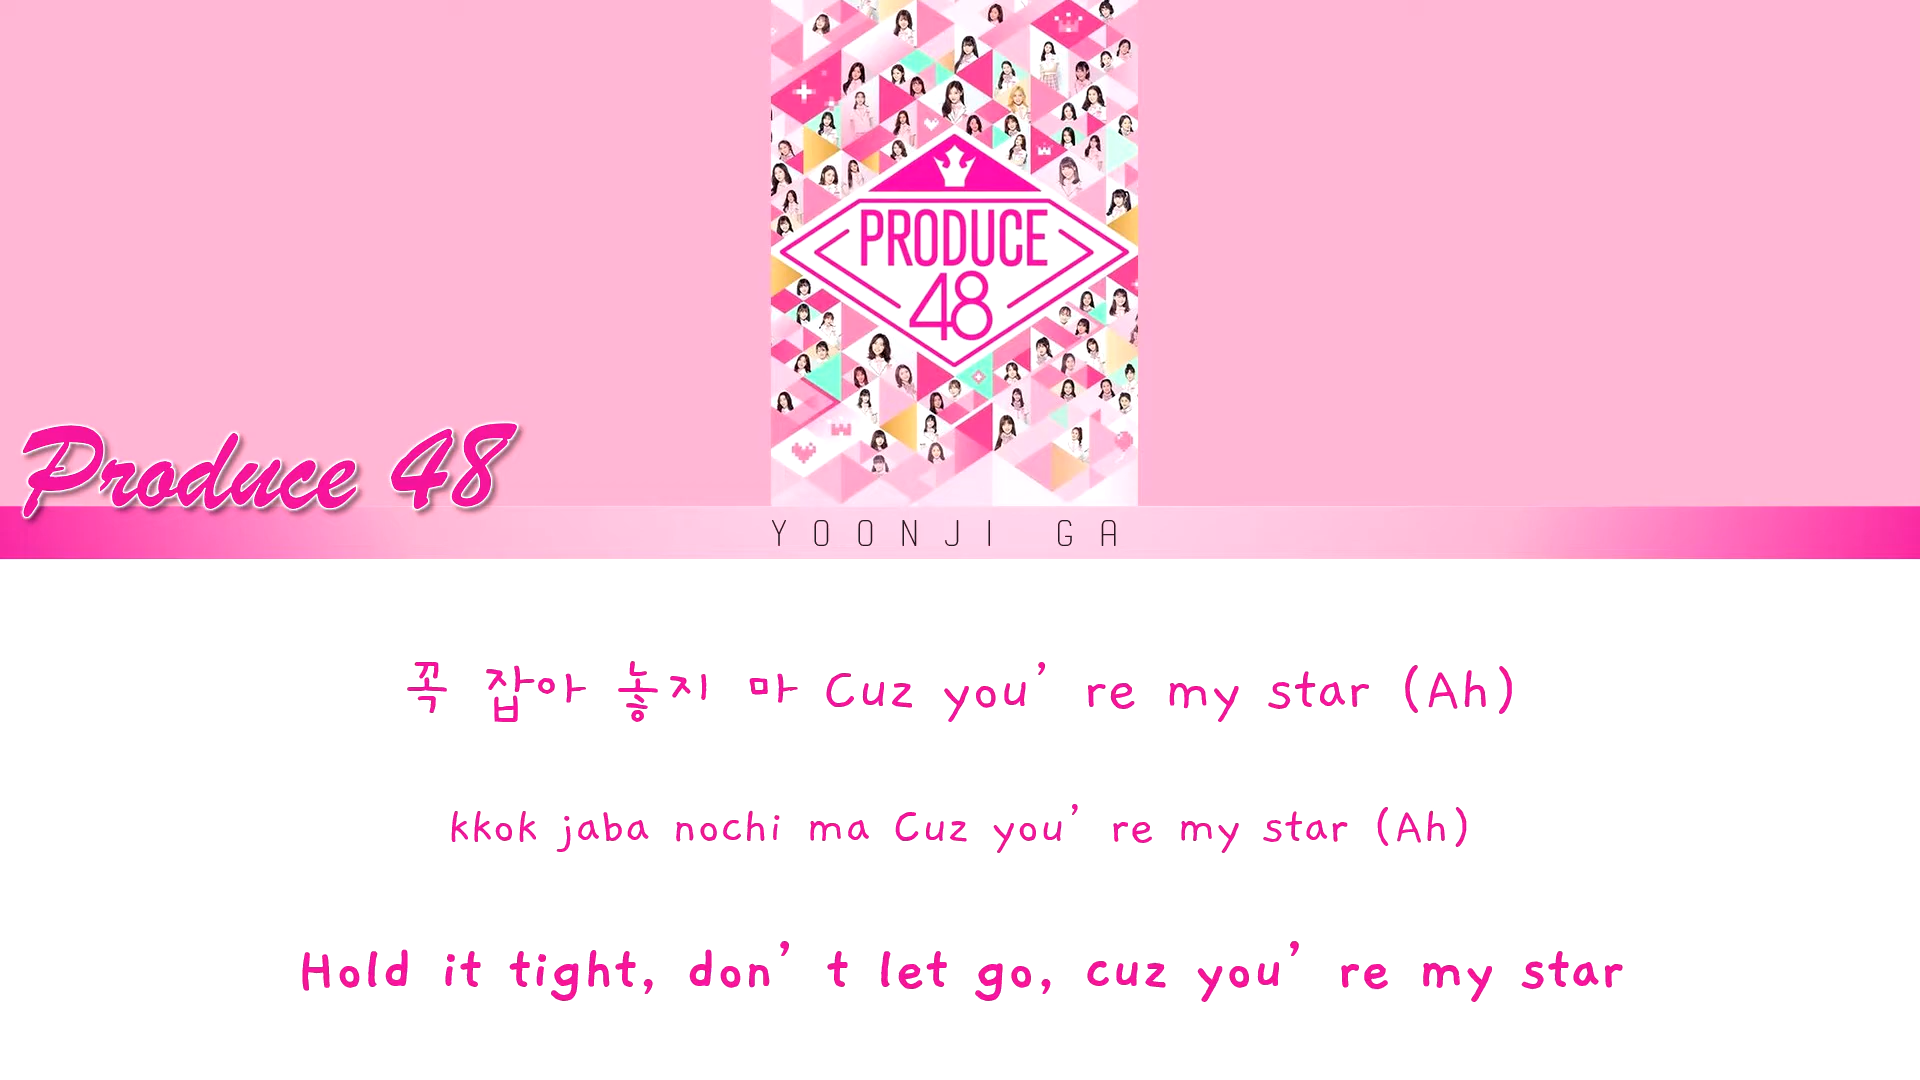 PRODUCE
48
Produce 48
YOONJI GA
꼭 잡아 놓지 마 Cuz you’re my star (Ah)
kkok jaba nochi ma Cuz you’re my star (Ah)
Hold it tight, don’t let go, cuz you’re my star